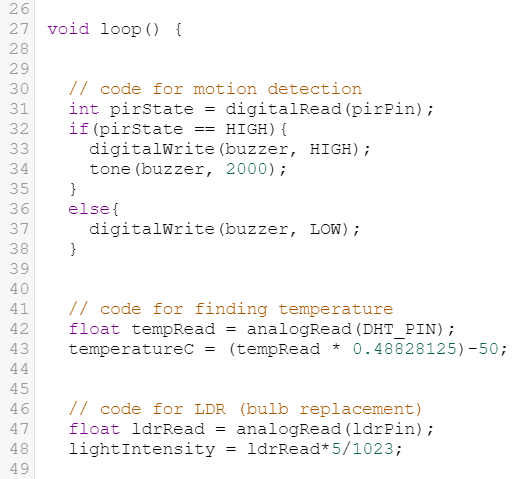 26
27 void loop() {
28
29
30   // code for motion detection
31   int pirState = digitalRead(pirPin);
32   if(pirState == HIGH){
33     digitalWrite(buzzer, HIGH);
34     tone(buzzer, 2000);
35   }
36   else{
37     digitalWrite(buzzer, LOW);
38   }
39
40
41   // code for finding temperature
42   float tempRead = analogRead(DHT_PIN);
43   temperatureC = (tempRead * 0.48828125)-50;
44
45
46   // code for LDR (bulb replacement)
47   float ldrRead = analogRead(ldrPin);
48   lightIntensity = ldrRead*5/1023;
49